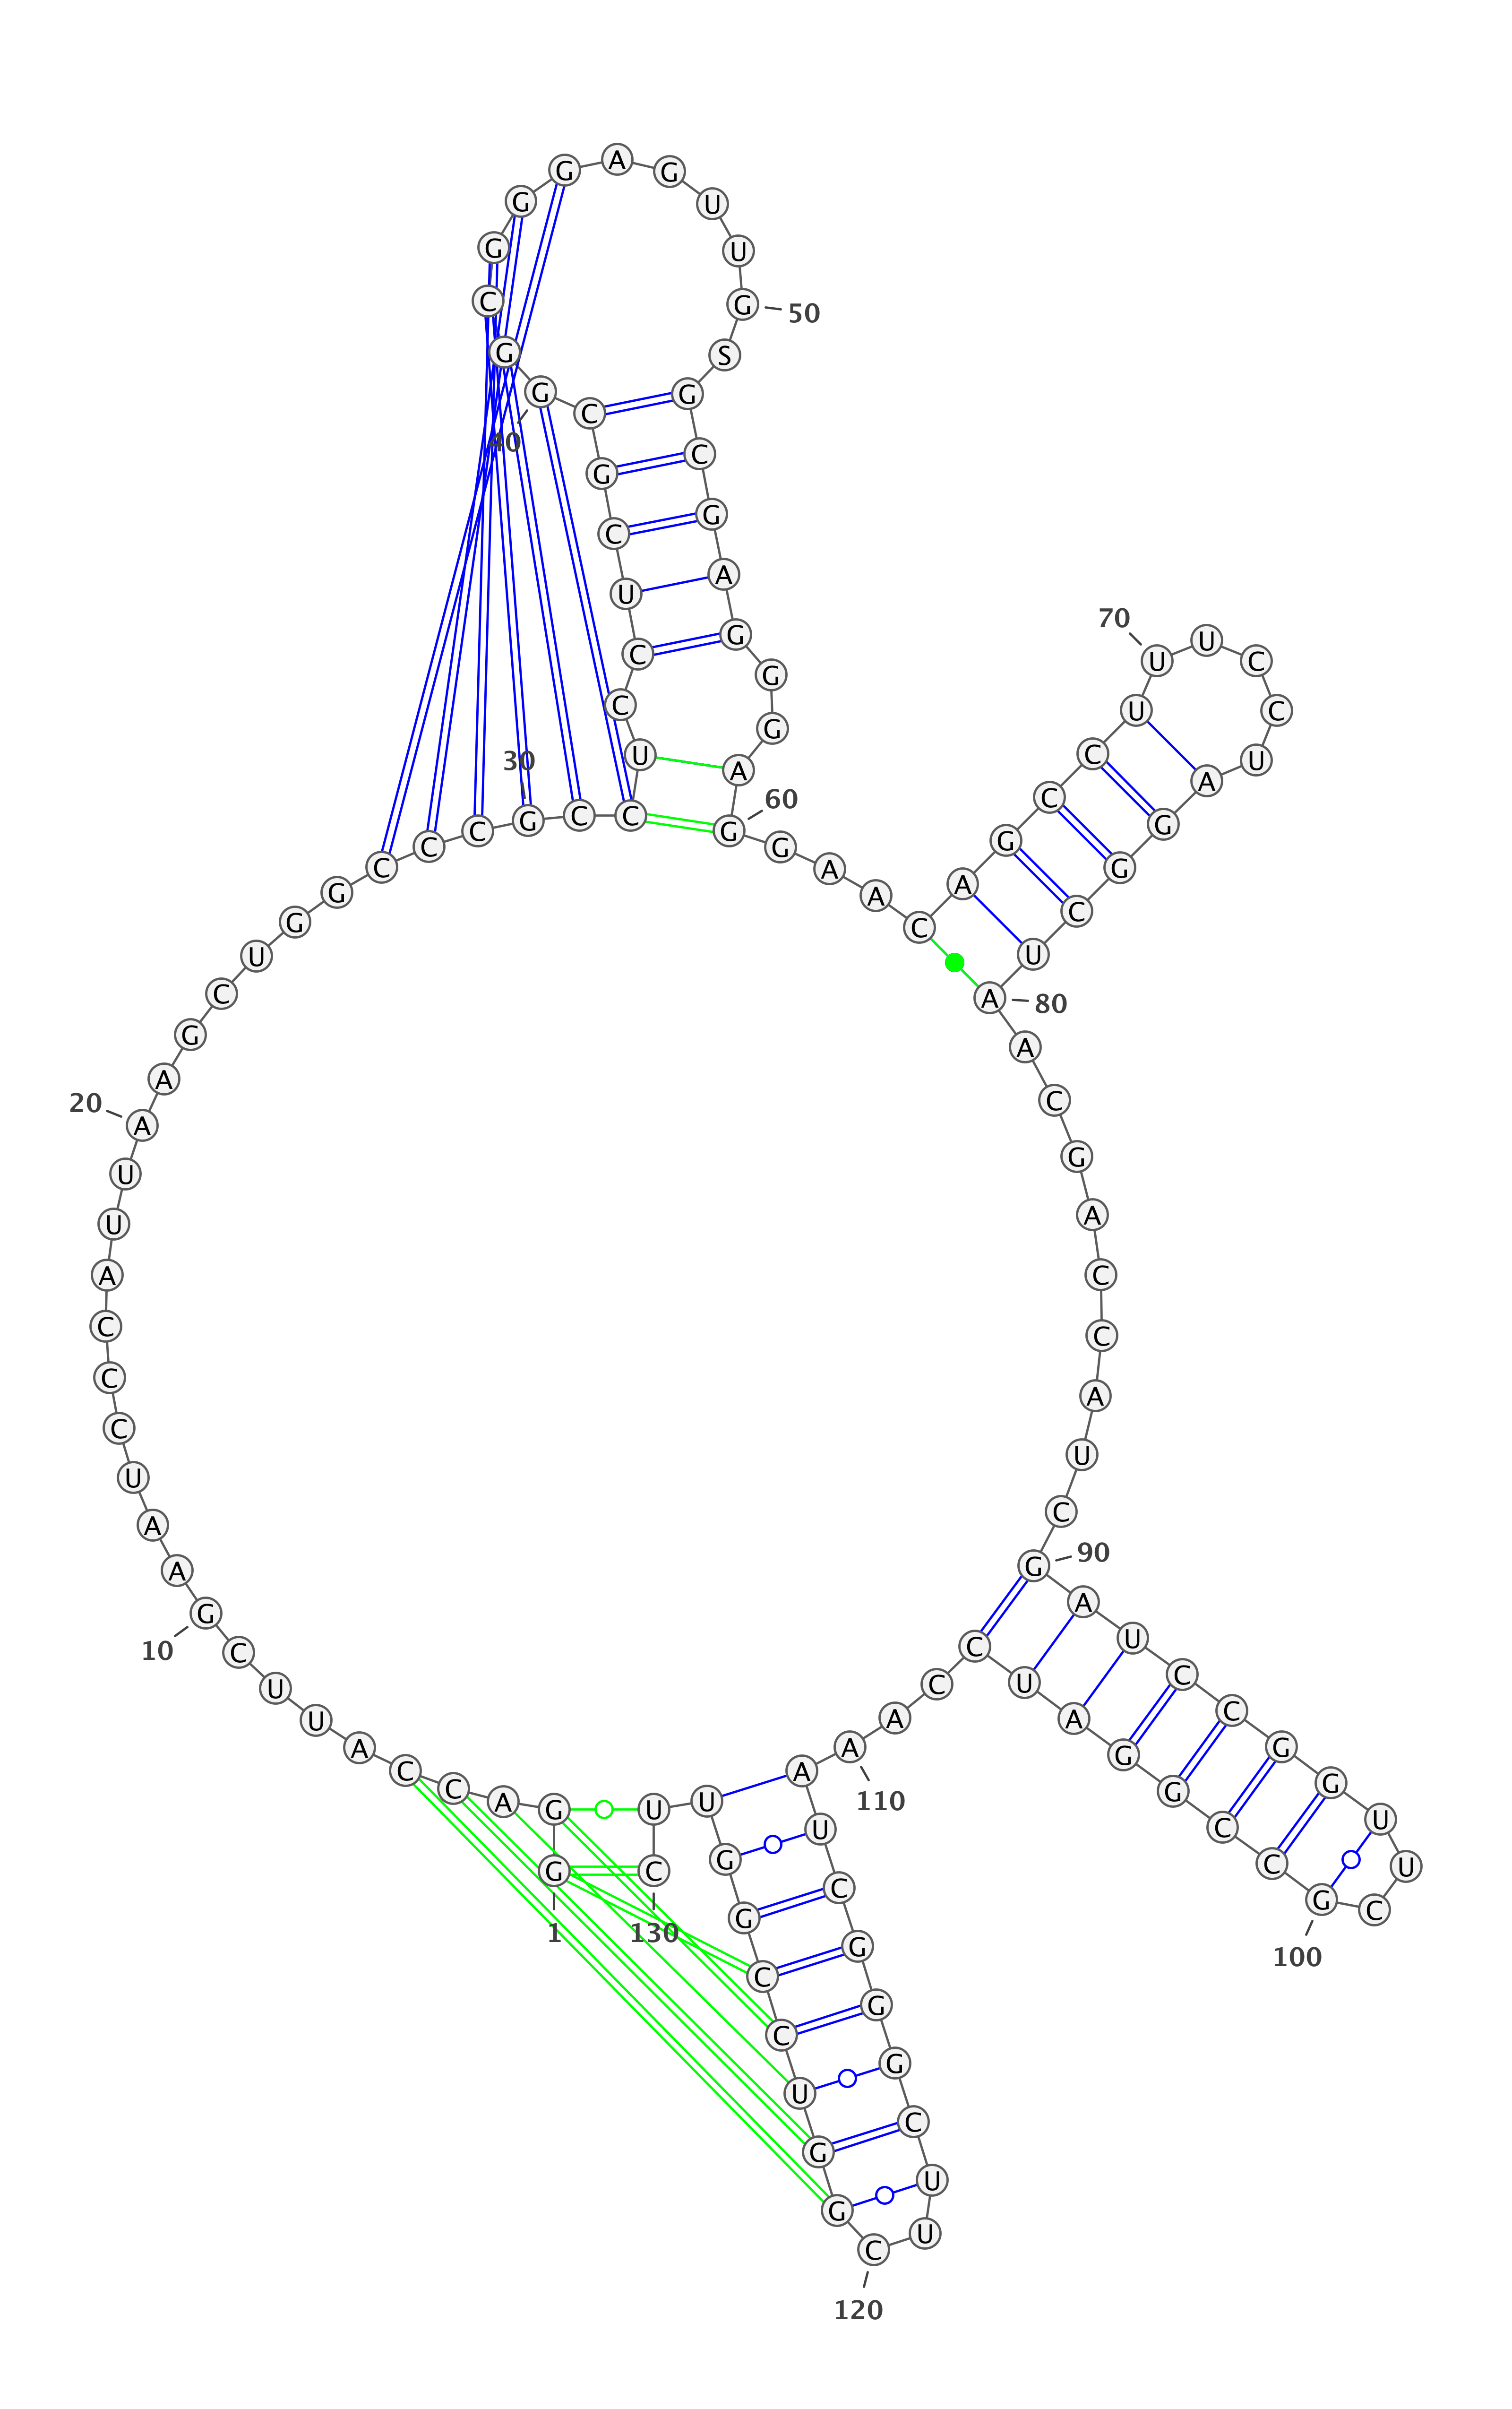 G G A C C A U U C G
1
10
A A U C C C A U U A
20
A G C U G G C C C G
30
C C U C C U C G C G
40
G C G G G A G U U G
50
S G C G A G G G A G
60
G A A C A G C C U U
70
U C C U A G G C U A
80
A C G A C C A U C G
90
A U C C G G U U C G
100
C C G G A U C C A A
110
A U C G G G C U U C
120
G G U C C G G U U C
130